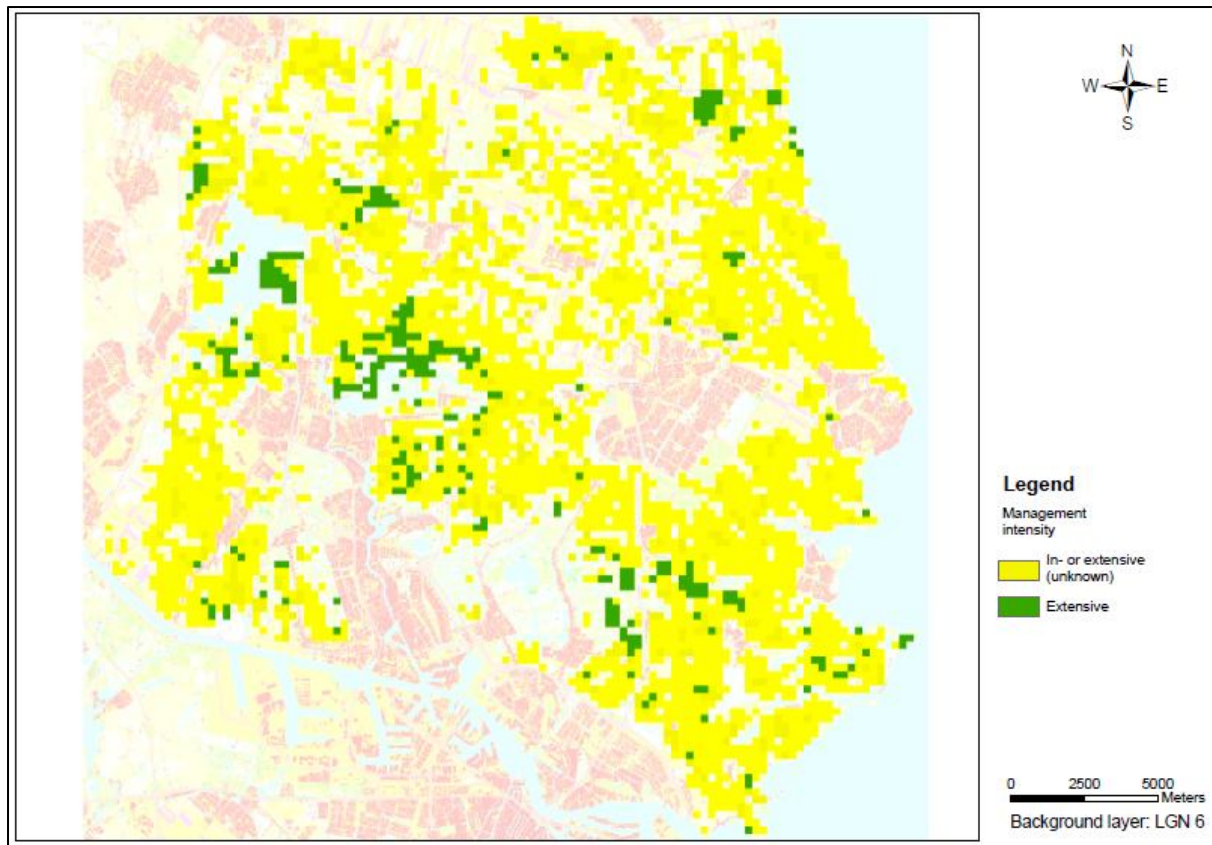 N
W E
S
Legend
Management
intensity
In- or extensive
(unknown)
Extensive
0 2500 5000
Meters
Background layer: LGN 6